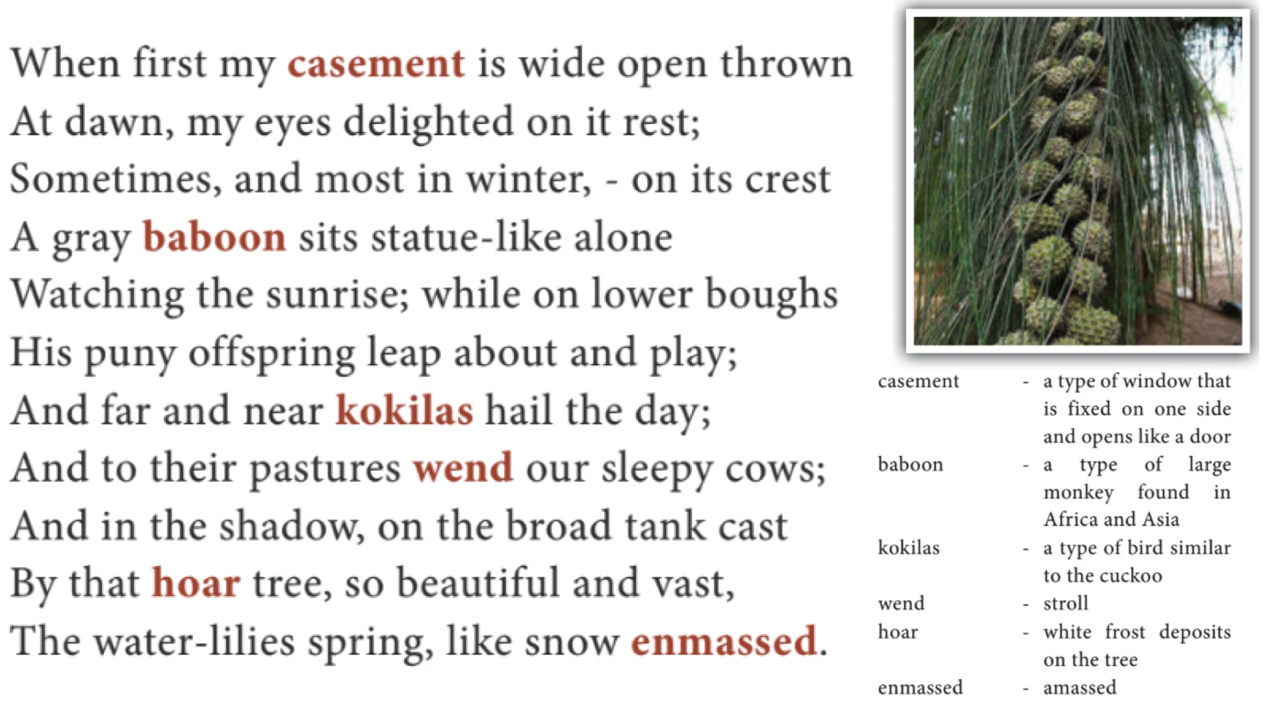 When first my casement is wide open thrown
At dawn, my eyes delighted on it rest;
Sometimes, and most in winter, - on its crest
A gray baboon sits statue-like alone
Watching the sunrise; while on lower boughs
His puny offspring leap about and play;
And far and near kokilas hail the day;
And to their pastures wend our sleepy cows;
And in the shadow, on the broad tank cast
By that hoar tree, so beautiful and vast,
The water-lilies spring, like snow enmassed.
casement - a type of window that
is fixed on one side
and opens like a door
baboon - a type of large
monkey found in
Africa and Asia
kokilas - a type of bird similar
to the cuckoo
wend - stroll
hoar - white frost deposits
on the tree
enmassed - amassed